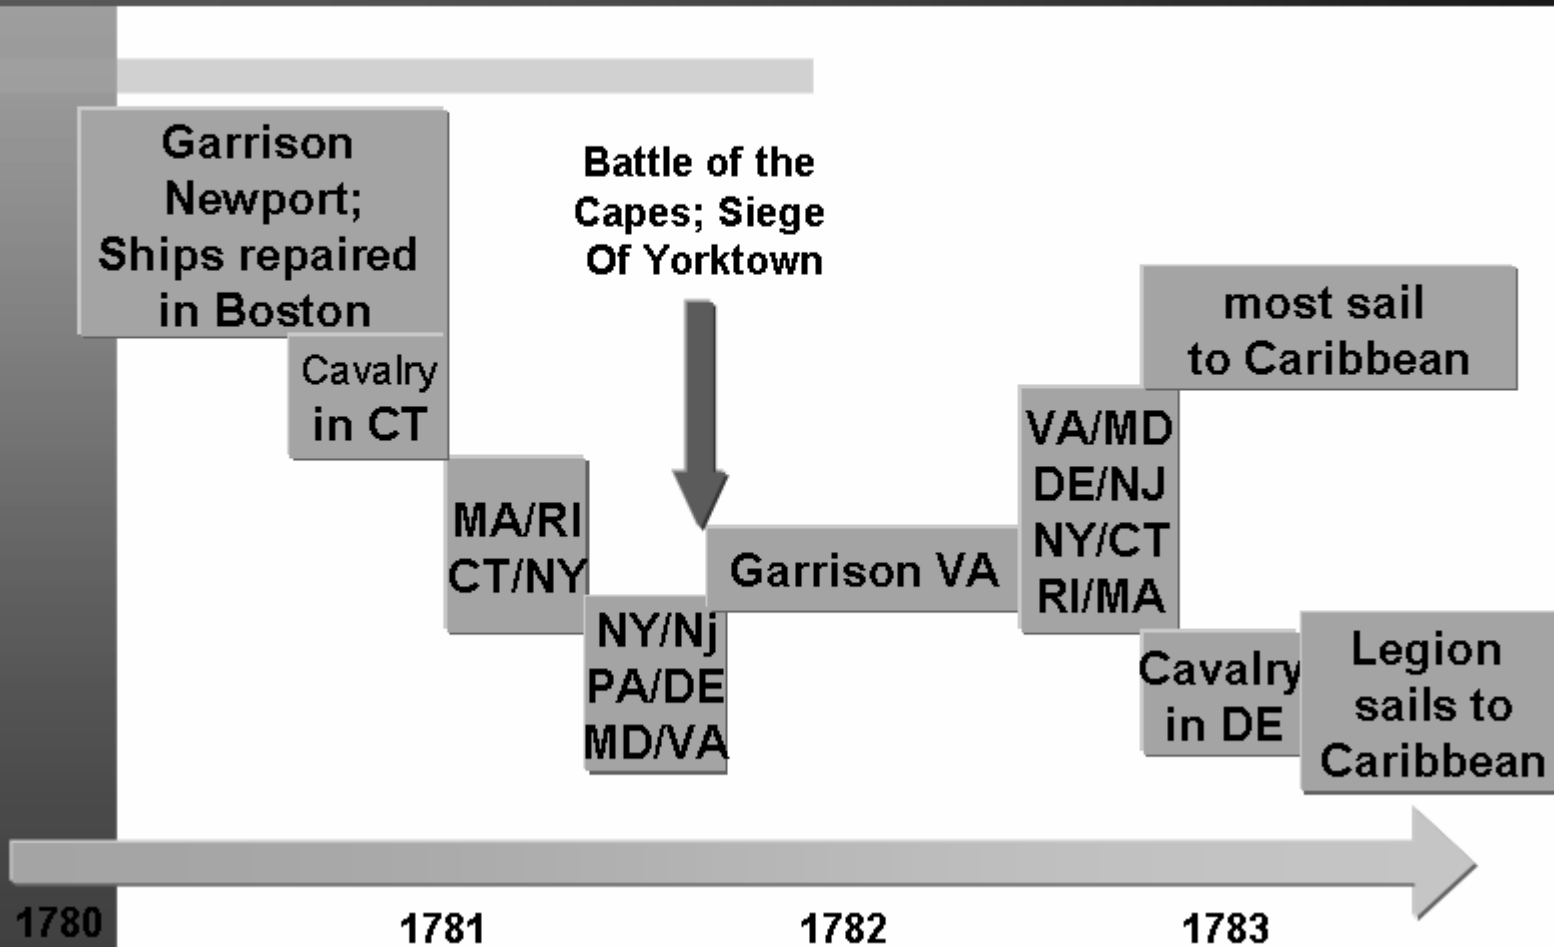 Garrison
Newport;
Ships repaired
in Boston
Cavalry
in CT
MA/RI
CT/NY
NY/Nj
PA/DE
MD/VA
Battle of the
Capes; Siege
Of Yorktown
Garrison VA
VA/MD
DE/NJ
NY/CT
RI/MA
most sail
to Caribbean
Cavalry
in DE
Legion
sails to
Caribbean
1780
1781
1782
1783